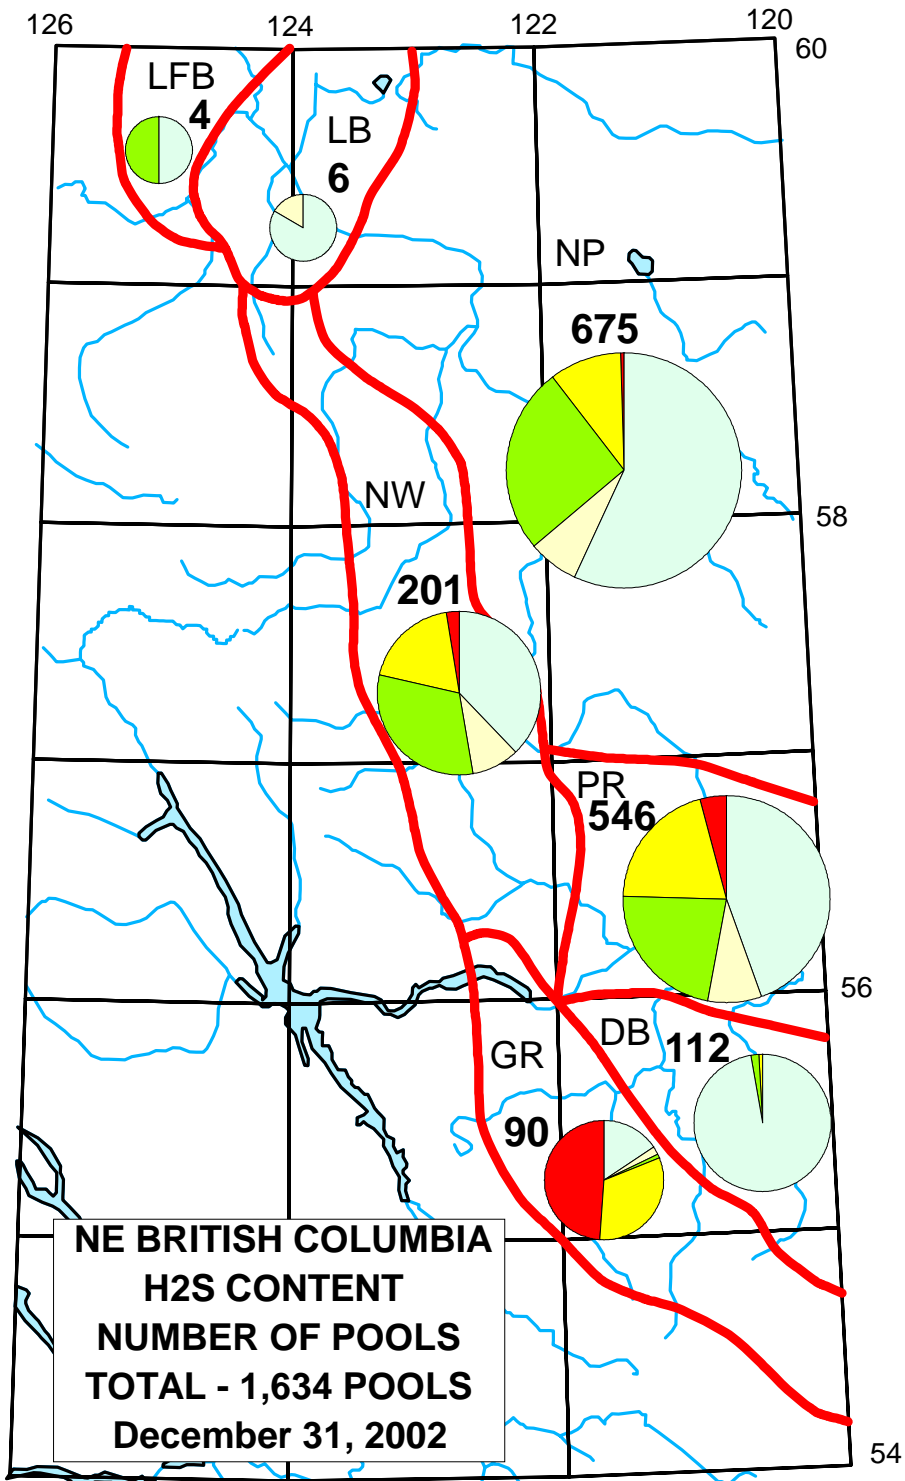 126 124 122 120
60
LFB
4
LB
6
NP
675
NW
58
201
PR
546
56
DB
112
GR
90
NE BRITISH COLUMBIA
H2S CONTENT
NUMBER OF POOLS
TOTAL - 1,634 POOLS
December 31, 2002
54